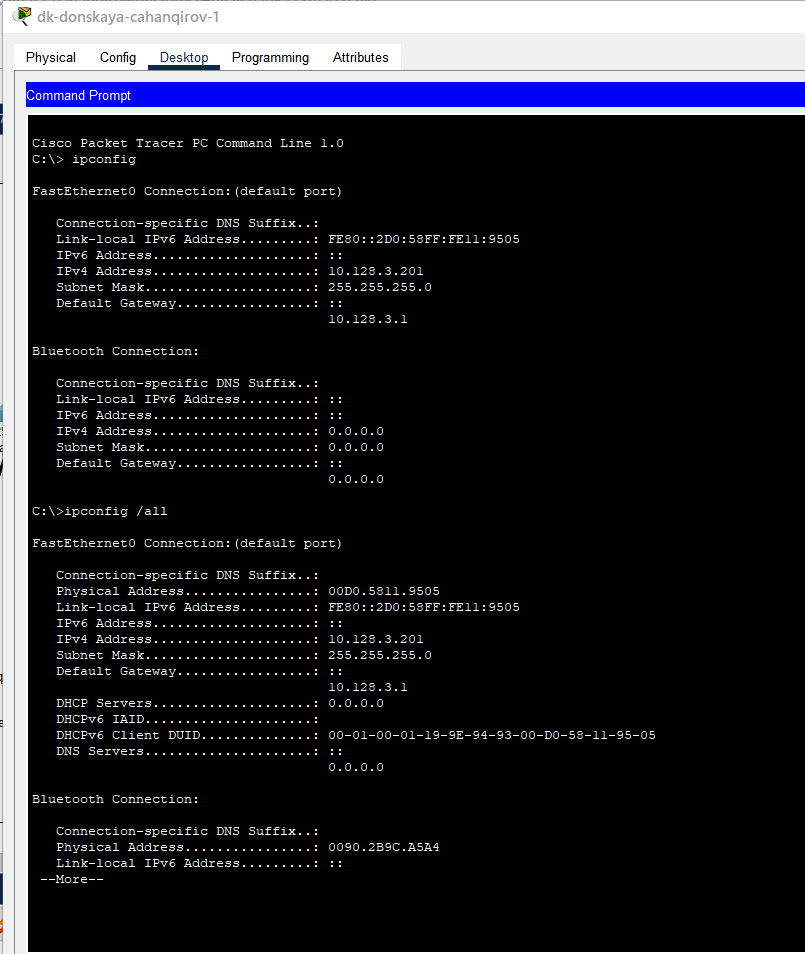 dk-donskaya-cahanqirov-1
Physical Config Desktop Programming Attributes
Command Prompt
Cisco Packet Tracer PC Command Line 1.0
C:\> ipconfig
FastEthernet0 Connection:(default port)
Connection-specific DNS Suffix..:
Link-local IPv6 Address.........: FE80::2D0:58FF:FE11:9505
IPv6 Address....................: ::
IPv4 Address....................: 10.128.3.201
Subnet Mask.....................: 255.255.255.0
Default Gateway.................: ::
10.128.3.1
Bluetooth Connection:
Connection-specific DNS Suffix..:
Link-local IPv6 Address.........: ::
IPv6 Address....................: ::
IPv4 Address....................: 0.0.0.0
Subnet Mask.....................: 0.0.0.0
Default Gateway.................: ::
0.0.0.0
C:\>ipconfig /all
FastEthernet0 Connection:(default port)
Connection-specific DNS Suffix..:
Physical Address................: 00D0.5811.9505
Link-local IPv6 Address.........: FE80::2D0:58FF:FE11:9505
IPv6 Address....................: ::
IPv4 Address....................: 10.128.3.201
Subnet Mask.....................: 255.255.255.0
Default Gateway.................: ::
10.128.3.1
DHCP Servers....................: 0.0.0.0
DHCPv6 IAID.....................:
DHCPv6 Client DUID..............: 00-01-00-01-19-9E-94-93-00-D0-58-11-95-05
DNS Servers.....................: ::
0.0.0.0
Bluetooth Connection:
Connection-specific DNS Suffix..:
Physical Address................: 0090.2B9C.A5A4
Link-local IPv6 Address.........: ::
--More--